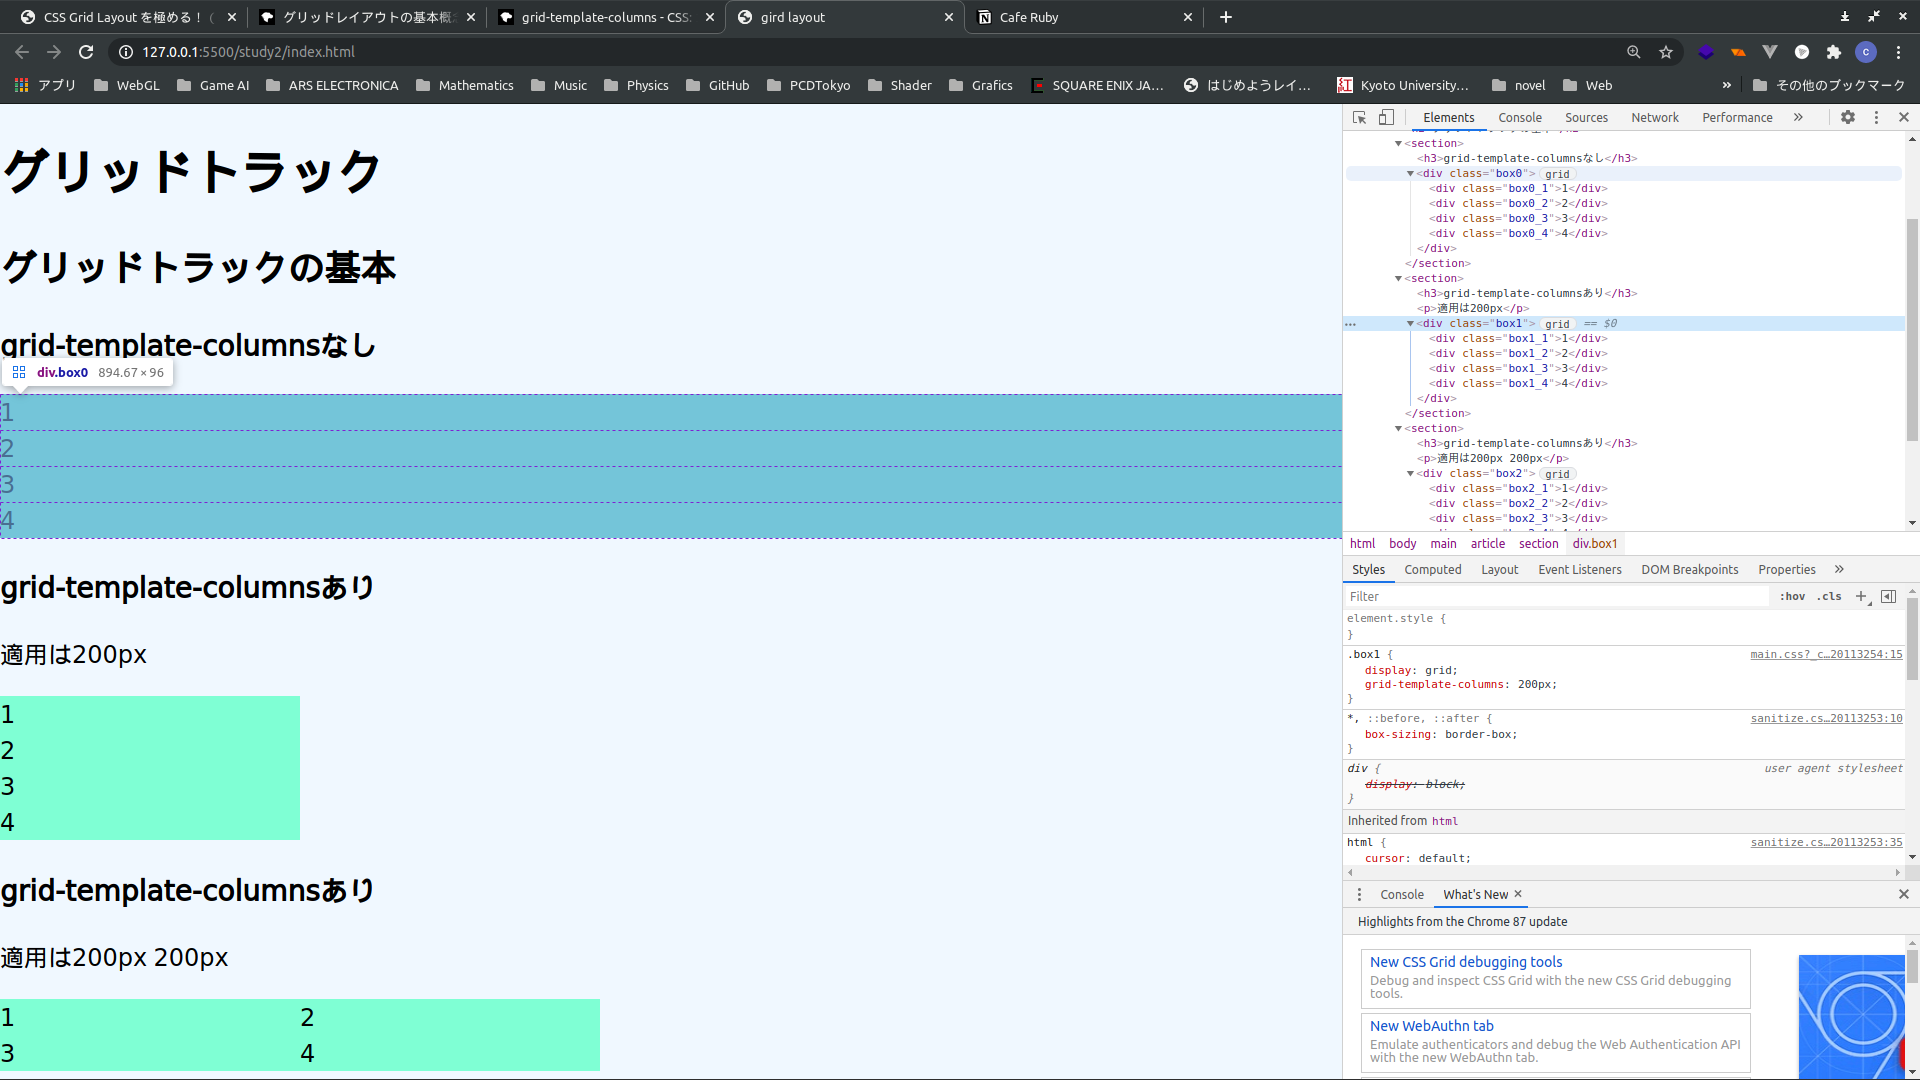 CSS Grid Layout を極める！（
グリッドレイアウトの基本概
grid-template-columns - CSS:
gird layout
Cafe Ruby
127.0.0.1:5500/study2/index.html
アプリ
WebGL
Game AI
ARS ELECTRONICA
Mathematics
Music
Physics
GitHub
PCDTokyo
Shader
Grafics
SQUARE ENIX JA...
はじめようレイ...
Kyoto University...
novel
Web
»
その他のブックマーク
グリッドトラック
グリッドトラックの基本
grid-template-columnsなし
div.box0 894.67 × 96
1
2
3
4
grid-template-columnsあり
適用は200px
1
2
3
4
grid-template-columnsあり
適用は200px 200px
1 2
3 4
Elements Console Sources Network Performance »
▼<section>
<h3>grid-template-columnsなし</h3>
▼<div class="box0"> grid
<div class="box0_1">1</div>
<div class="box0_2">2</div>
<div class="box0_3">3</div>
<div class="box0_4">4</div>
</div>
</section>
▼<section>
<h3>grid-template-columnsあり</h3>
<p>適用は200px</p>
▼<div class="box1"> grid == $0
<div class="box1_1">1</div>
<div class="box1_2">2</div>
<div class="box1_3">3</div>
<div class="box1_4">4</div>
</div>
</section>
▼<section>
<h3>grid-template-columnsあり</h3>
<p>適用は200px 200px</p>
▼<div class="box2"> grid
<div class="box2_1">1</div>
<div class="box2_2">2</div>
<div class="box2_3">3</div>
html body main article section div.box1
Styles Computed Layout Event Listeners DOM Breakpoints Properties »
Filter :hov .cls +
element.style {
}
.box1 { main.css?_c…20113254:15
display: grid;
grid-template-columns: 200px;
}
*, ::before, ::after { sanitize.cs…20113253:10
box-sizing: border-box;
}
div { user agent stylesheet
display: block;
}
Inherited from html
html { sanitize.cs…20113253:35
cursor: default;
Console What's New
Highlights from the Chrome 87 update
New CSS Grid debugging tools
Debug and inspect CSS Grid with the new CSS Grid debugging
tools.
New WebAuthn tab
Emulate authenticators and debug the Web Authentication API
with the new WebAuthn tab.